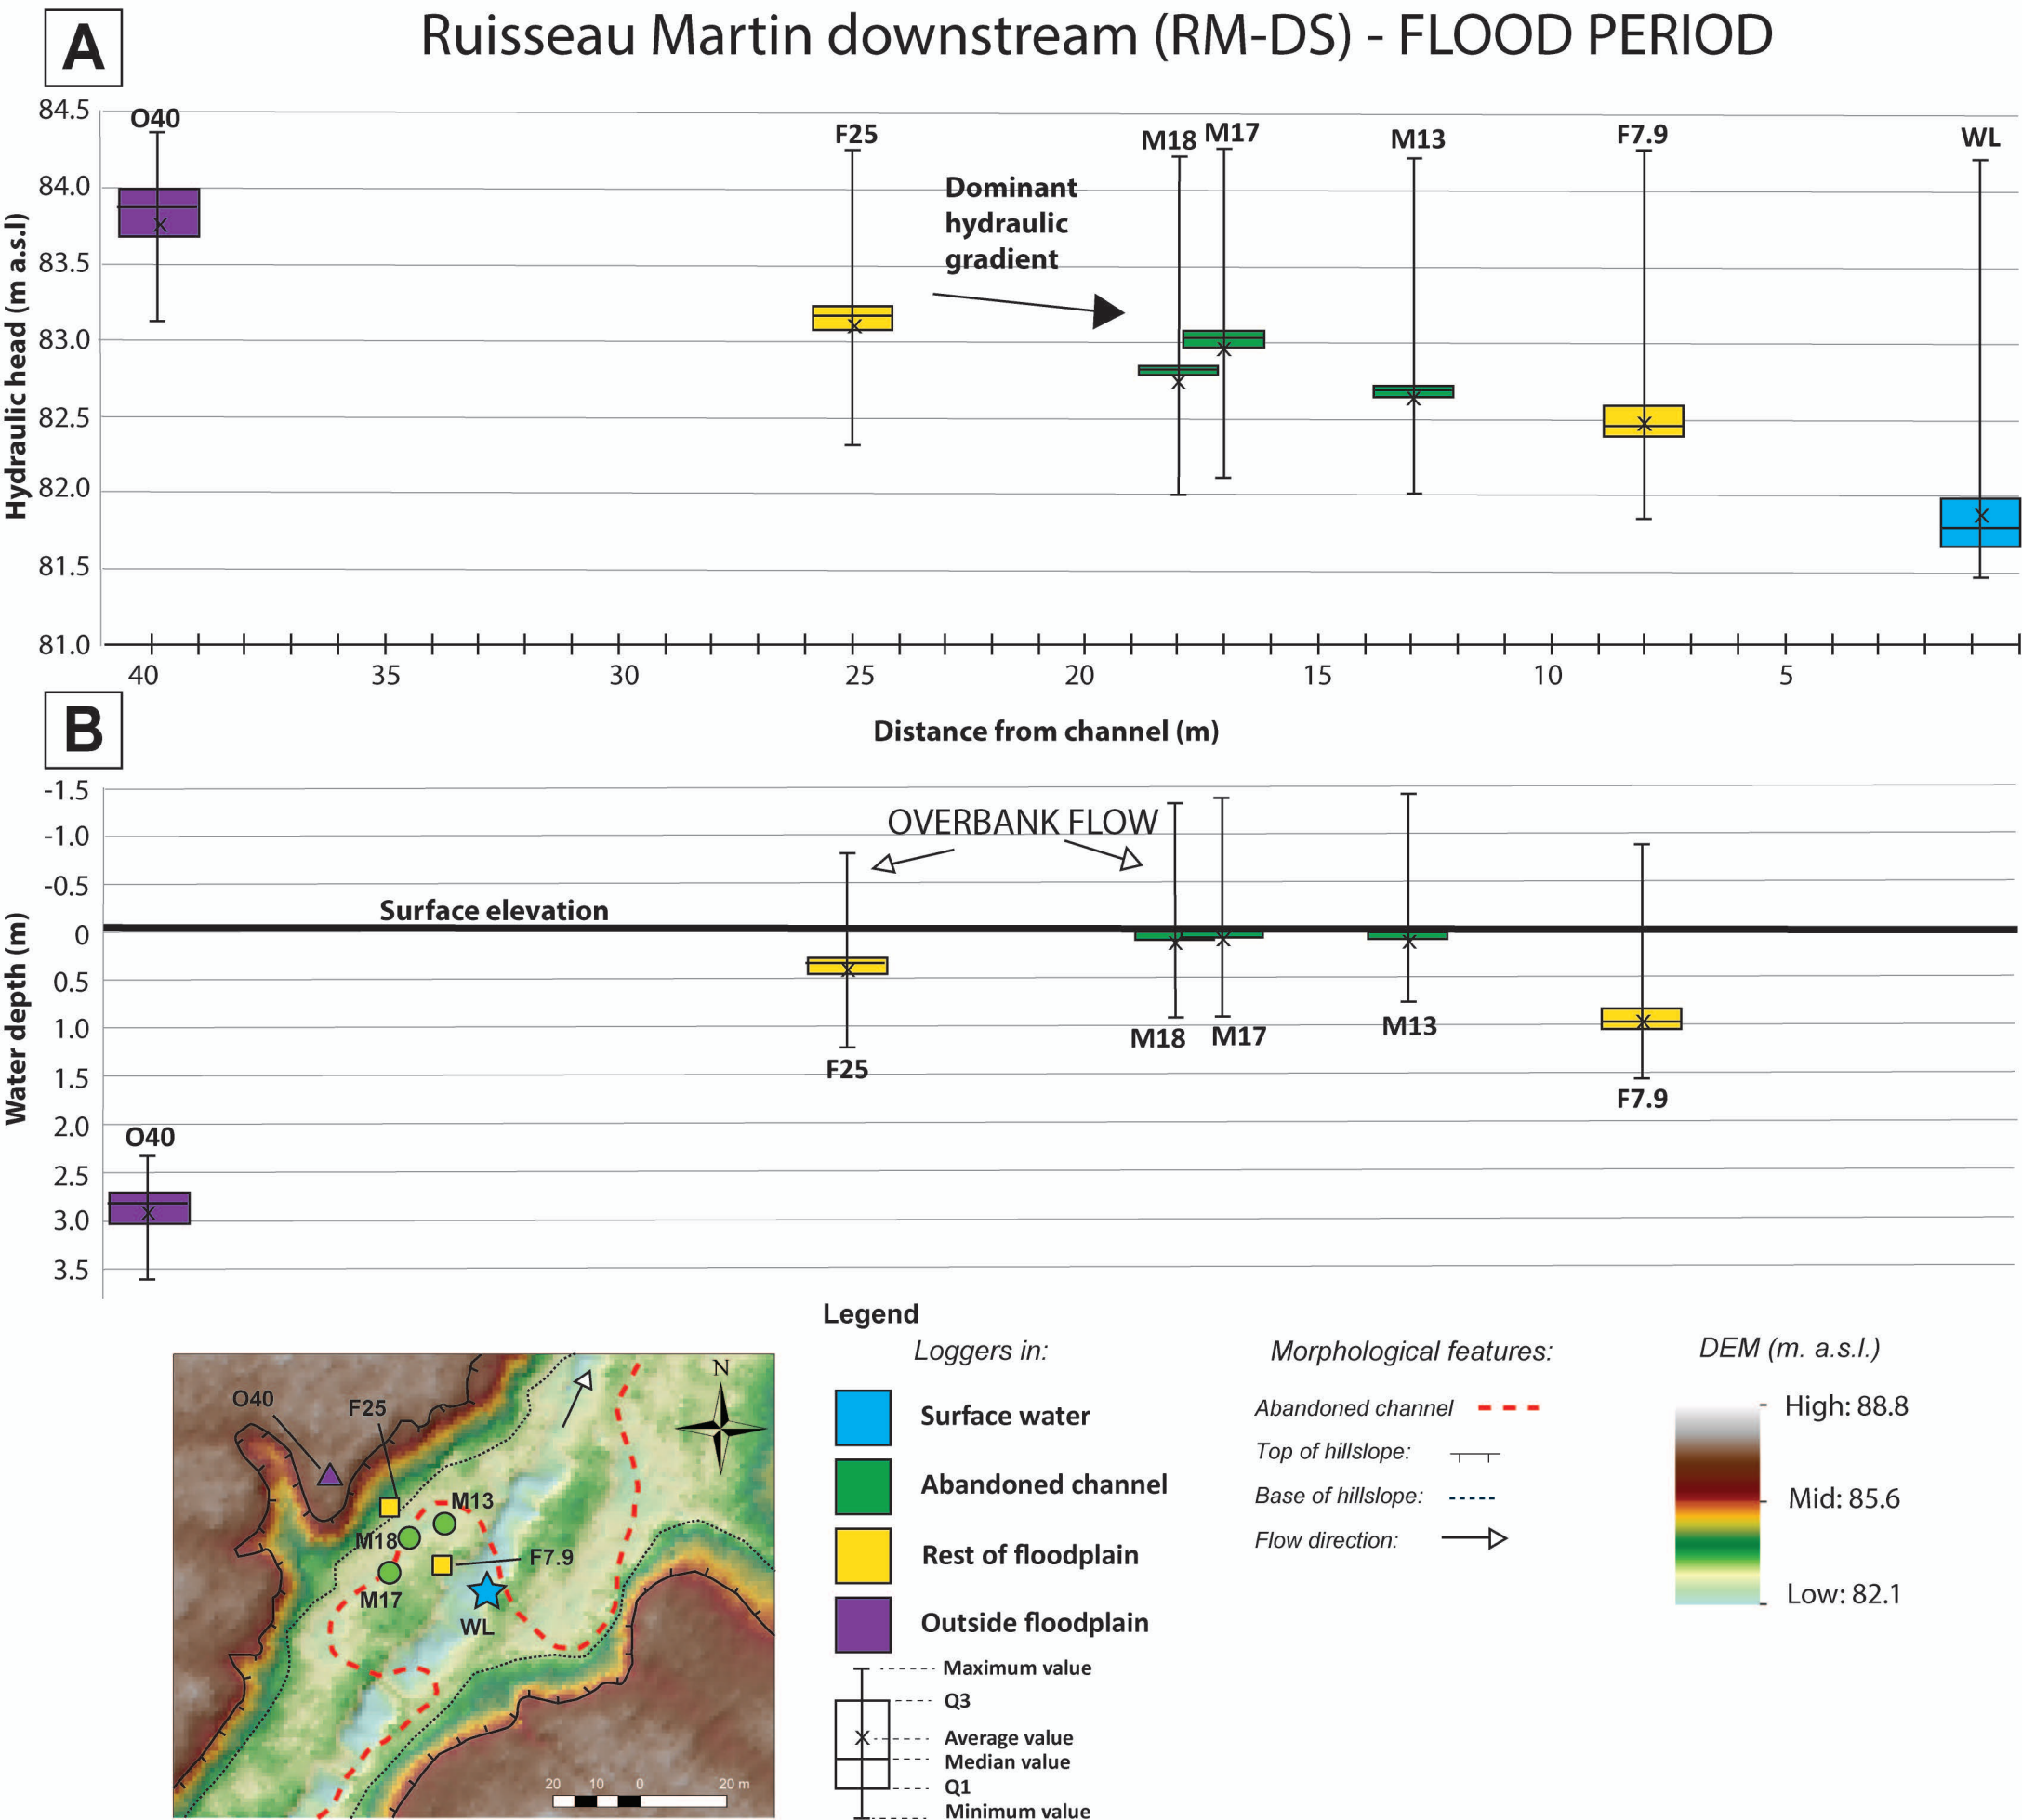 A
Ruisseau Martin downstream (RM-DS) - FLOOD PERIOD
Hydraulic head (m a.s.l)
84.5
84.0
83.5
83.0
82.5
82.0
81.5
81.0
O40
F25
M18
M17
M13
F7.9
WL
Dominant
hydraulic
gradient
40
35
30
25
20
15
10
5
Distance from channel (m)
B
Water depth (m)
-1.5
-1.0
-0.5
0
0.5
1.0
1.5
2.0
2.5
3.0
3.5
OVERBANK FLOW
Surface elevation
M18
M17
M13
F25
F7.9
O40
O40
F25
N
M13
M18
F7.9
M17
WL
20
10
0
20 m
Legend
Loggers in:
Surface water
Abandoned channel
Rest of floodplain
Outside floodplain
Maximum value
Q3
Average value
Median value
Q1
Minimum value
Morphological features:
Abandoned channel
Top of hillslope:
Base of hillslope:
Flow direction:
DEM (m. a.s.l.)
High: 88.8
Mid: 85.6
Low: 82.1